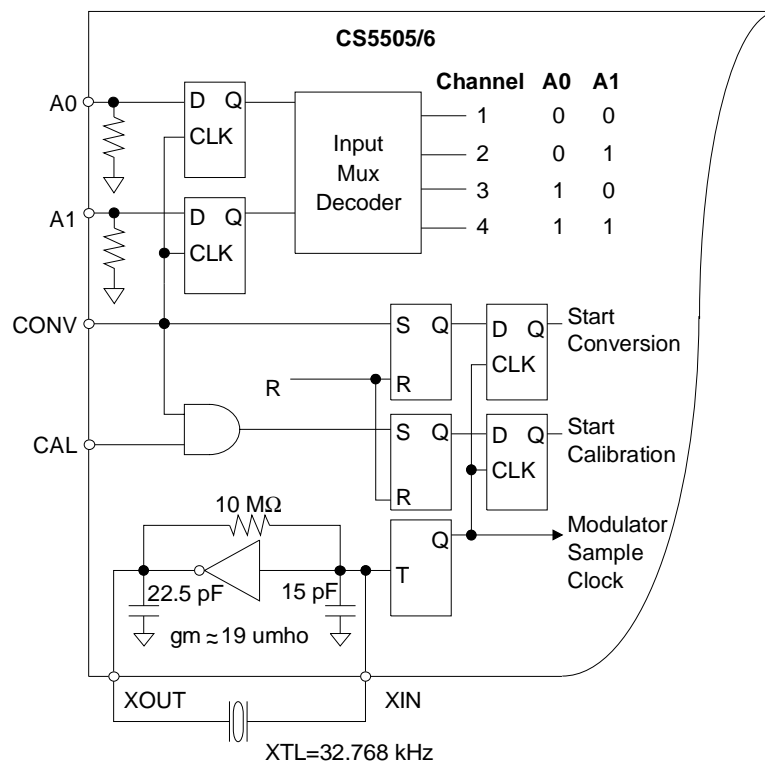 CS5505/6
Channel A0 A1
A0
D Q
CLK
Input
Mux
Decoder
1 0 0
2 0 1
3 1 0
4 1 1
A1
D Q
CLK
CONV
S Q
R
D Q
CLK
Start
Conversion
R
CAL
S Q
R
D Q
CLK
Start
Calibration
10 MΩ
22.5 pF
15 pF
gm ≈ 19 umho
T Q
Modulator
Sample
Clock
XOUT
XIN
XTL=32.768 kHz